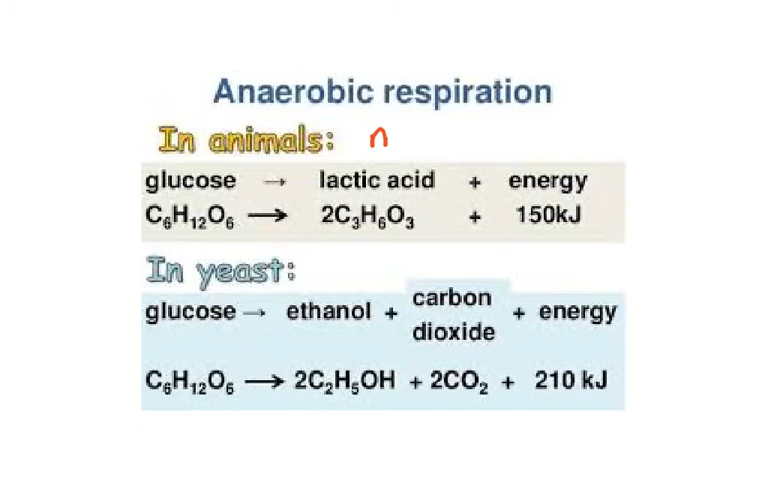 Anaerobic respiration
In animals:
glucose → lactic acid + energy
C₆H₁₂O₆ → 2C₃H₆O₃ + 150kJ
In yeast:
glucose → ethanol + carbon dioxide + energy
C₆H₁₂O₆ → 2C₂H₅OH + 2CO₂ + 210 kJ